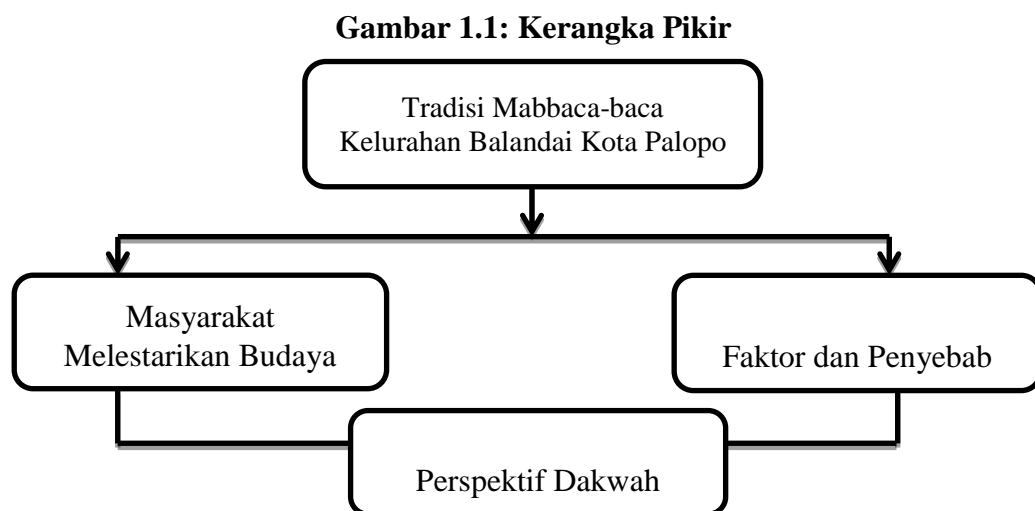 Gambar 1.1: Kerangka Pikir
Tradisi Mabbaca-baca
Kelurahan Balandai Kota Palopo
Masyarakat
Melestarikan Budaya
Faktor dan Penyebab
Perspektif Dakwah